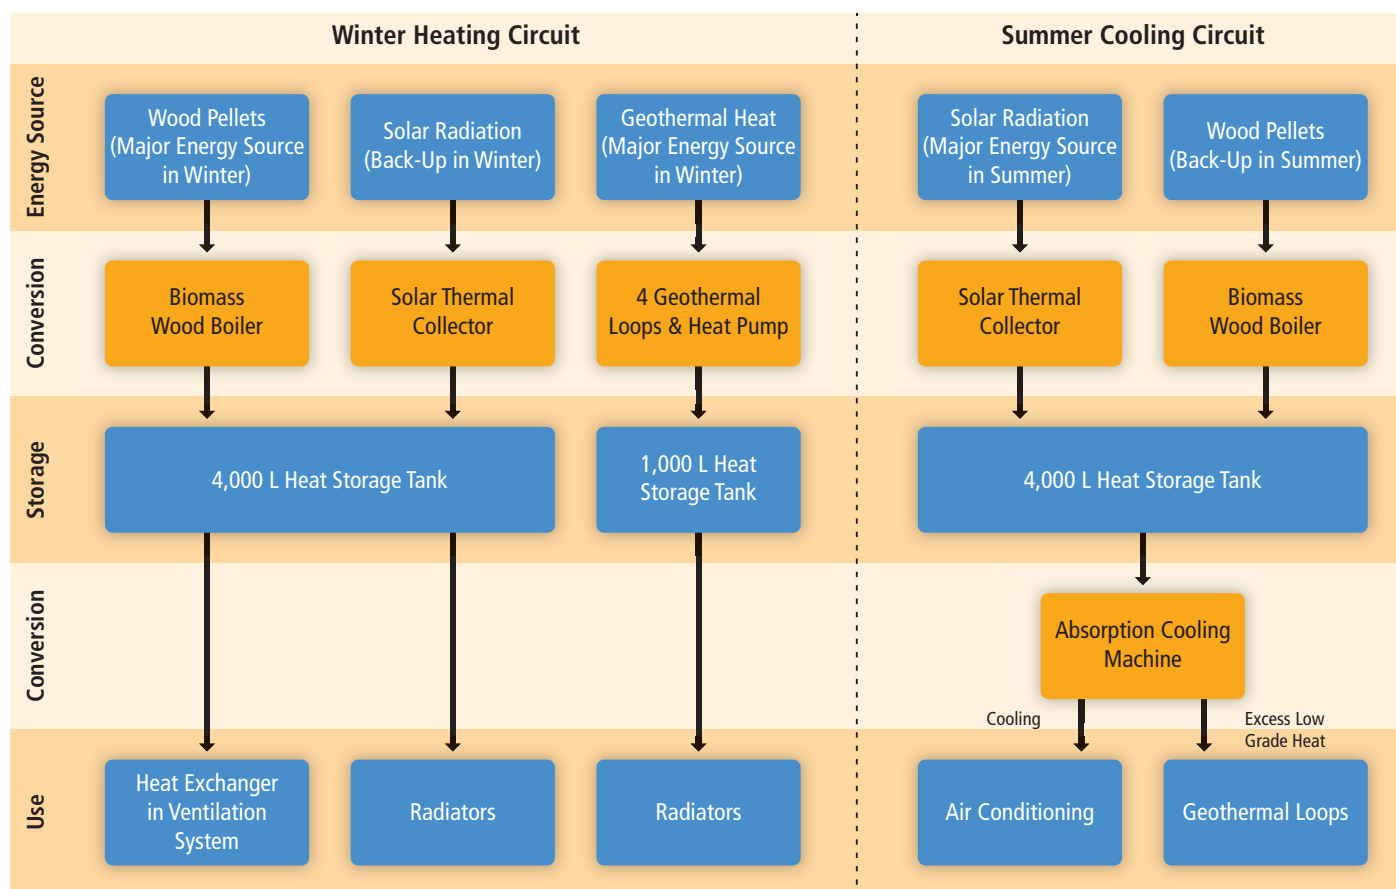 Winter Heating Circuit
Summer Cooling Circuit
Energy Source
Wood Pellets
(Major Energy Source
in Winter)
Solar Radiation
(Back-Up in Winter)
Geothermal Heat
(Major Energy Source
in Winter)
Solar Radiation
(Major Energy Source
in Summer)
Wood Pellets
(Back-Up in Summer)
Conversion
Biomass
Wood Boiler
Solar Thermal
Collector
4 Geothermal
Loops & Heat Pump
Solar Thermal
Collector
Biomass
Wood Boiler
Storage
4,000 L Heat Storage Tank
1,000 L Heat
Storage Tank
4,000 L Heat Storage Tank
Conversion
Absorption Cooling
Machine
Cooling
Excess Low
Grade Heat
Use
Heat Exchanger
in Ventilation
System
Radiators
Radiators
Air Conditioning
Geothermal Loops